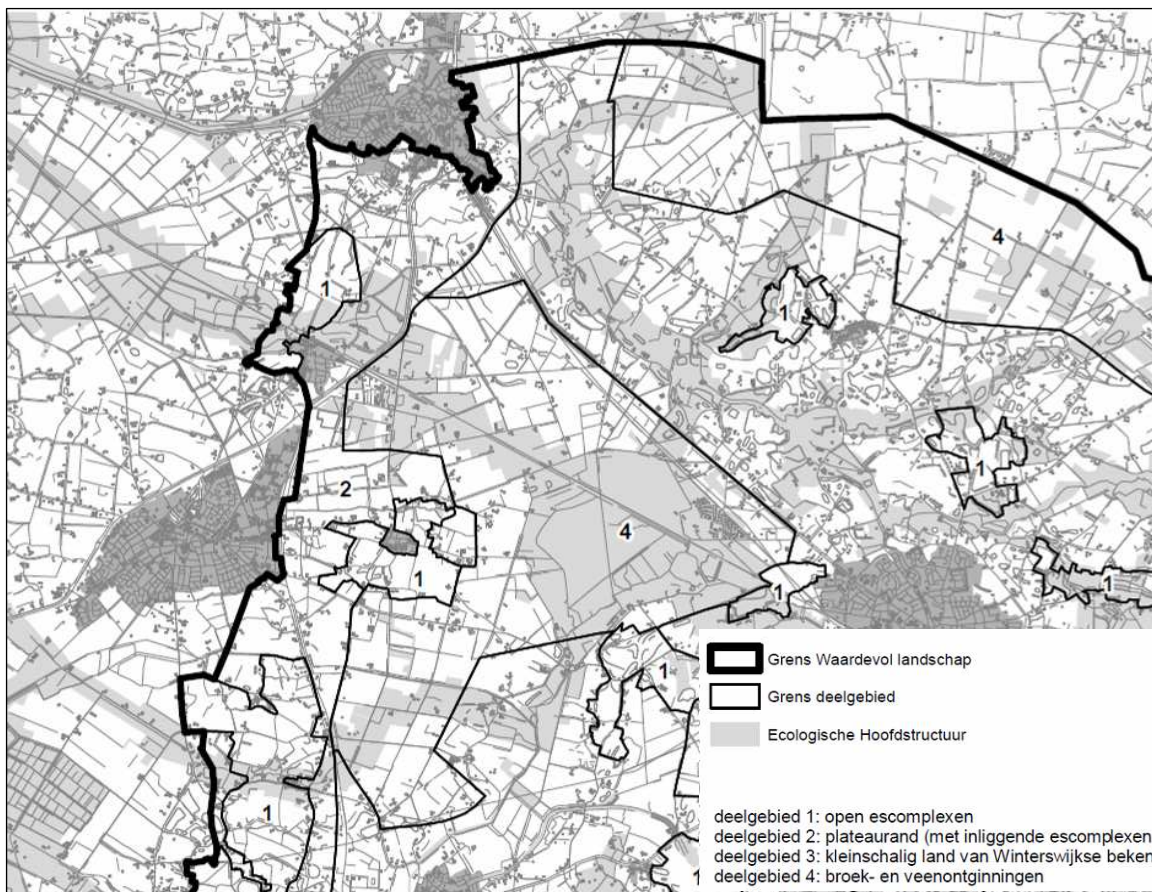 4
1
1
1
2
4
1
1
1
1
1
1
Grens Waardevol landschap
Grens deelgebied
Ecologische Hoofdstructuur
deelgebied 1: open escomplexen
deelgebied 2: plateaurand (met inliggende escomplexen
deelgebied 3: kleinschalig land van Winterswijkse beken
deelgebied 4: broek- en veenontginningen